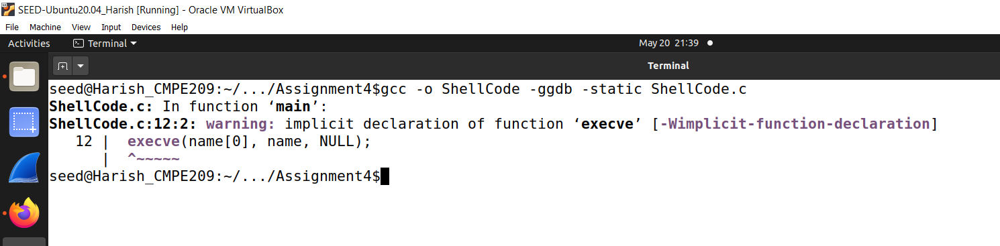 SEED-Ubuntu20.04_Harish [Running] - Oracle VM VirtualBox
File Machine View Input Devices Help
Activities Terminal May 20 21:39
Terminal
seed@Harish_CMPE209:~/.../Assignment4$gcc -o ShellCode -ggdb -static ShellCode.c
ShellCode.c: In function ‘main’:
ShellCode.c:12:2: warning: implicit declaration of function ‘execve’ [-Wimplicit-function-declaration]
   12 |  execve(name[0], name, NULL);
      |  ^~~~~~
seed@Harish_CMPE209:~/.../Assignment4$